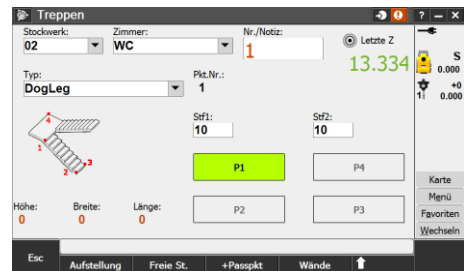 Treppen
? – ×
Stockwerk: Zimmer: Nr./Notiz:
02 WC 1 Letzte Z
13.334
S
0.000
Typ: Pkt.Nr.:
DogLeg 1
+0
1 0.000
Stf1: Stf2:
10 10
4
1
2
3
P1 P4
P2 P3
Höhe: Breite: Länge:
0 0 0
Karte
Menü
Favoriten
Wechseln
Esc Aufstellung Freie St. +Passpkt Wände